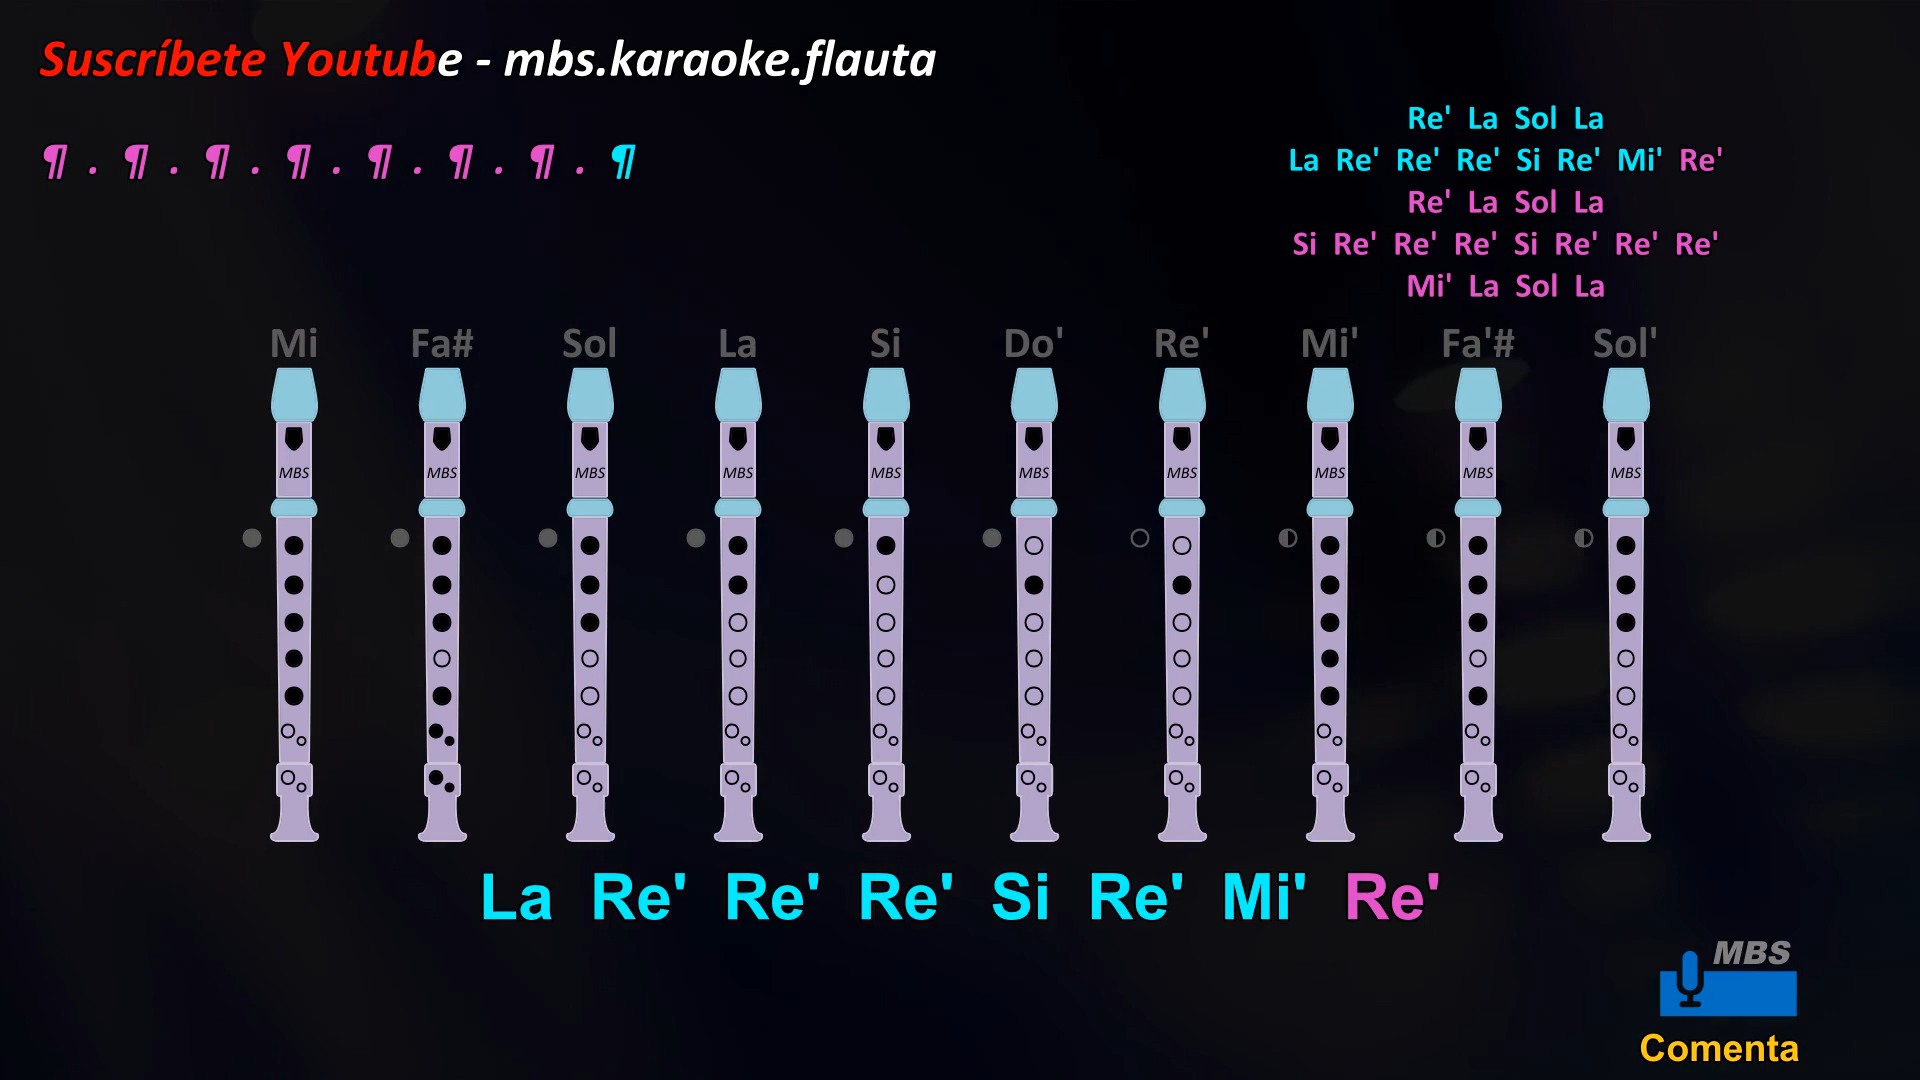 Suscríbete Youtube - mbs.karaoke.flauta
¶ . ¶ . ¶ . ¶ . ¶ . ¶ . ¶ . ¶
Re' La Sol La
La Re' Re' Re' Si Re' Mi' Re'
Re' La Sol La
Si Re' Re' Re' Si Re' Re' Re'
Mi' La Sol La
Mi Fa# Sol La Si Do' Re' Mi' Fa'# Sol'
MBS MBS MBS MBS MBS MBS MBS MBS MBS MBS
La Re' Re' Re' Si Re' Mi' Re'
MBS
Comenta